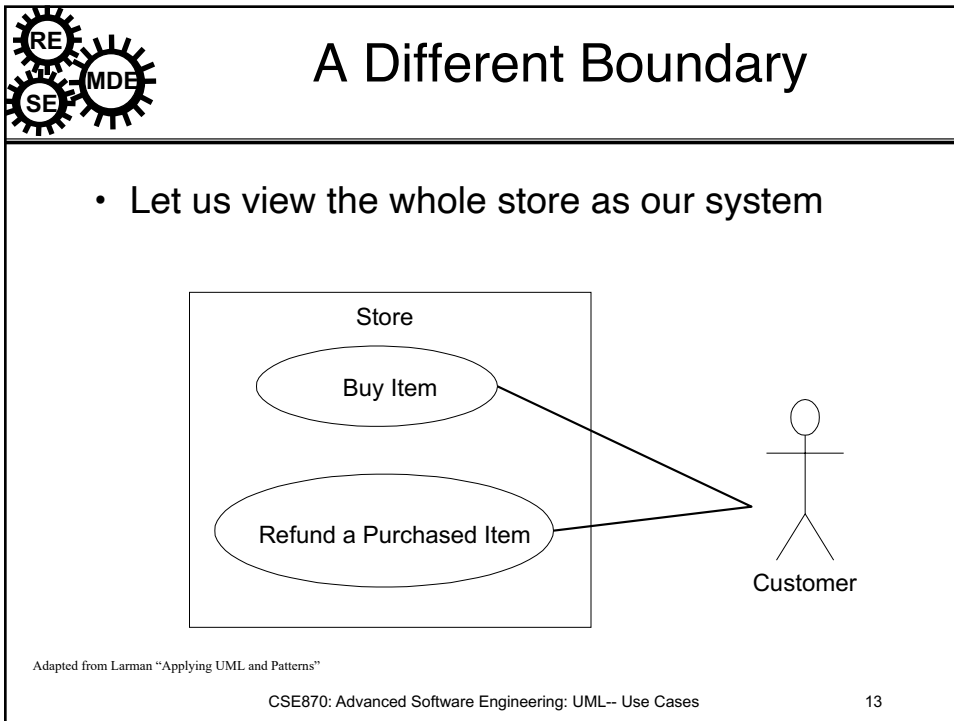 RE
MDE
SE
A Different Boundary
• Let us view the whole store as our system
Store
Buy Item
Refund a Purchased Item
Customer
Adapted from Larman “Applying UML and Patterns”
CSE870: Advanced Software Engineering: UML-- Use Cases 13